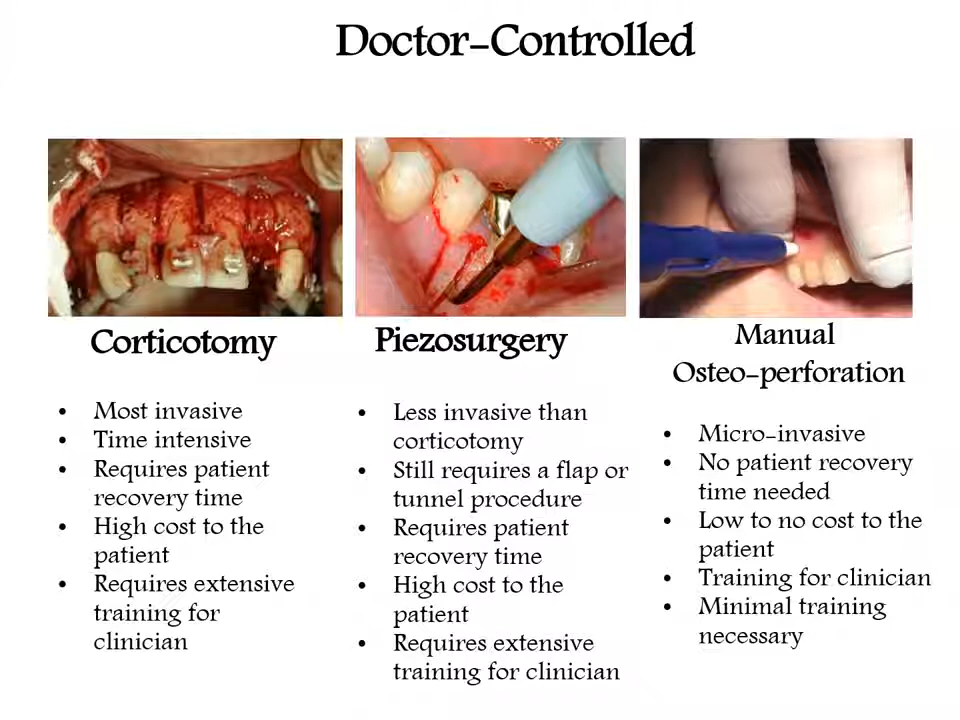 Doctor-Controlled
Corticotomy
• Most invasive
• Time intensive
• Requires patient
recovery time
• High cost to the
patient
• Requires extensive
training for
clinician
Piezosurgery
• Less invasive than
corticotomy
• Still requires a flap or
tunnel procedure
• Requires patient
recovery time
• High cost to the
patient
• Requires extensive
training for clinician
Manual
Osteo-perforation
• Micro-invasive
• No patient recovery
time needed
• Low to no cost to the
patient
• Training for clinician
• Minimal training
necessary